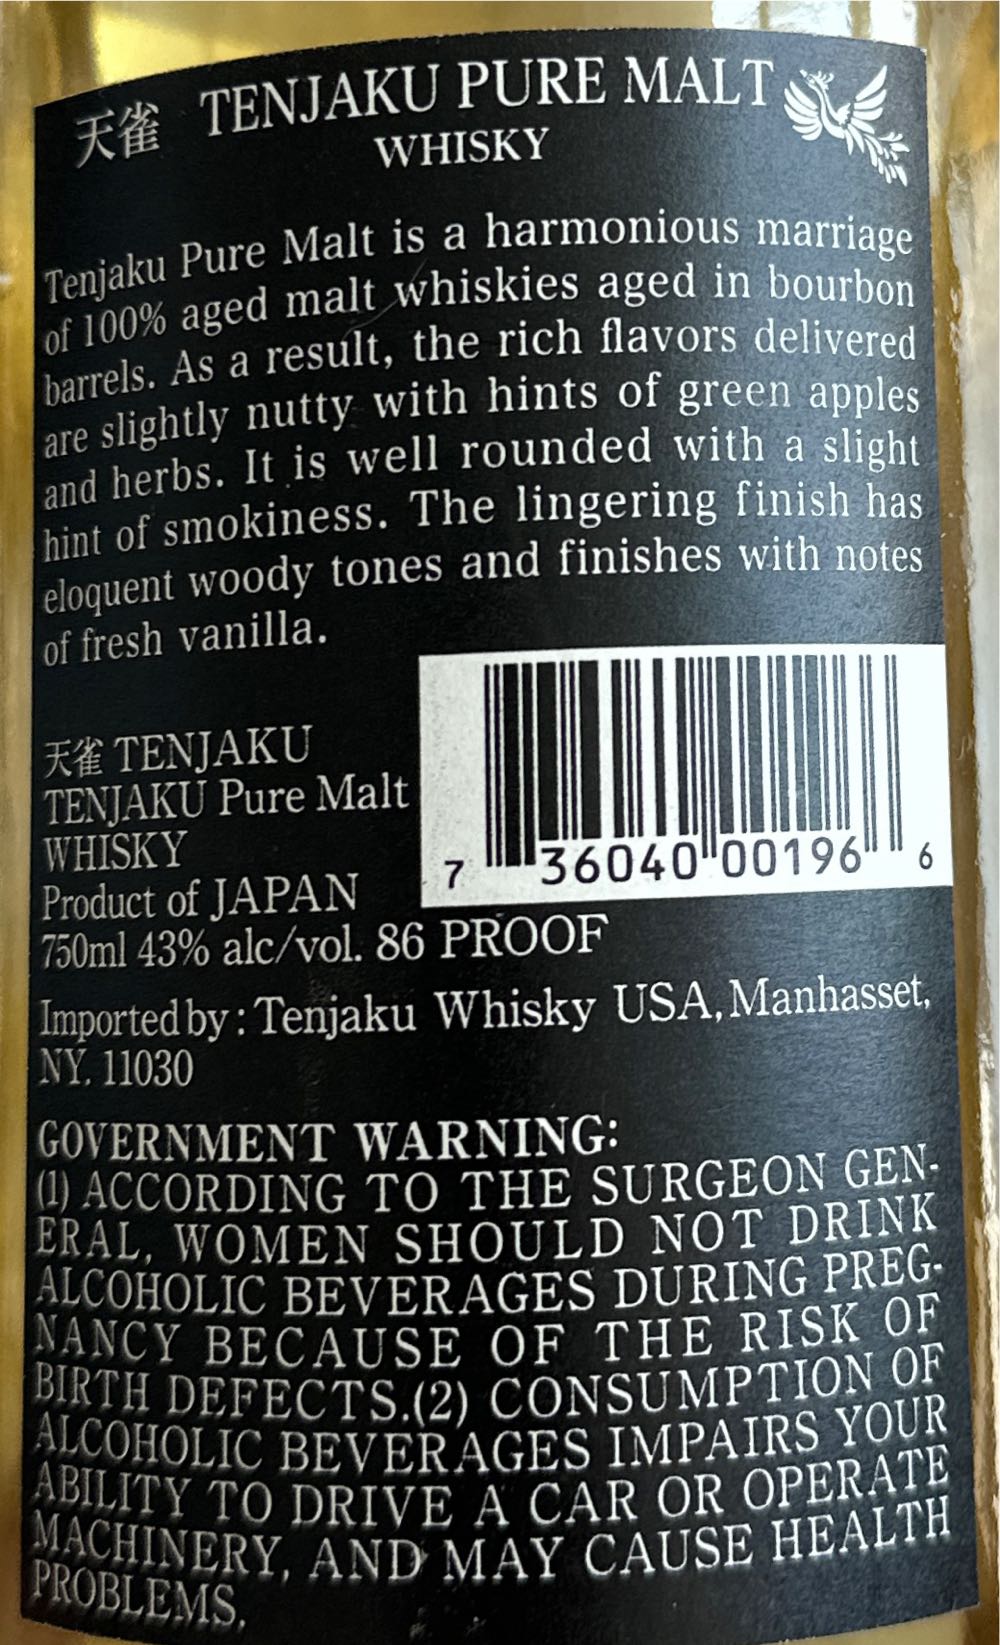 天雀 TENJAKU PURE MALT
WHISKY
Tenjaku Pure Malt is a harmonious marriage
of 100% aged malt whiskies aged in bourbon
barrels. As a result, the rich flavors delivered
are slightly nutty with hints of green apples
and herbs. It is well rounded with a slight
hint of smokiness. The lingering finish has
eloquent woody tones and finishes with notes
of fresh vanilla.
天雀 TENJAKU
TENJAKU Pure Malt
WHISKY
Product of JAPAN
750ml 43% alc/vol. 86 PROOF
7 36040 00196 6
Imported by : Tenjaku Whisky USA, Manhasset,
NY. 11030
GOVERNMENT WARNING:
(1) ACCORDING TO THE SURGEON GEN-
ERAL, WOMEN SHOULD NOT DRINK
ALCOHOLIC BEVERAGES DURING PREG-
NANCY BECAUSE OF THE RISK OF
BIRTH DEFECTS.(2) CONSUMPTION OF
ALCOHOLIC BEVERAGES IMPAIRS YOUR
ABILITY TO DRIVE A CAR OR OPERATE
MACHINERY, AND MAY CAUSE HEALTH
PROBLEMS.